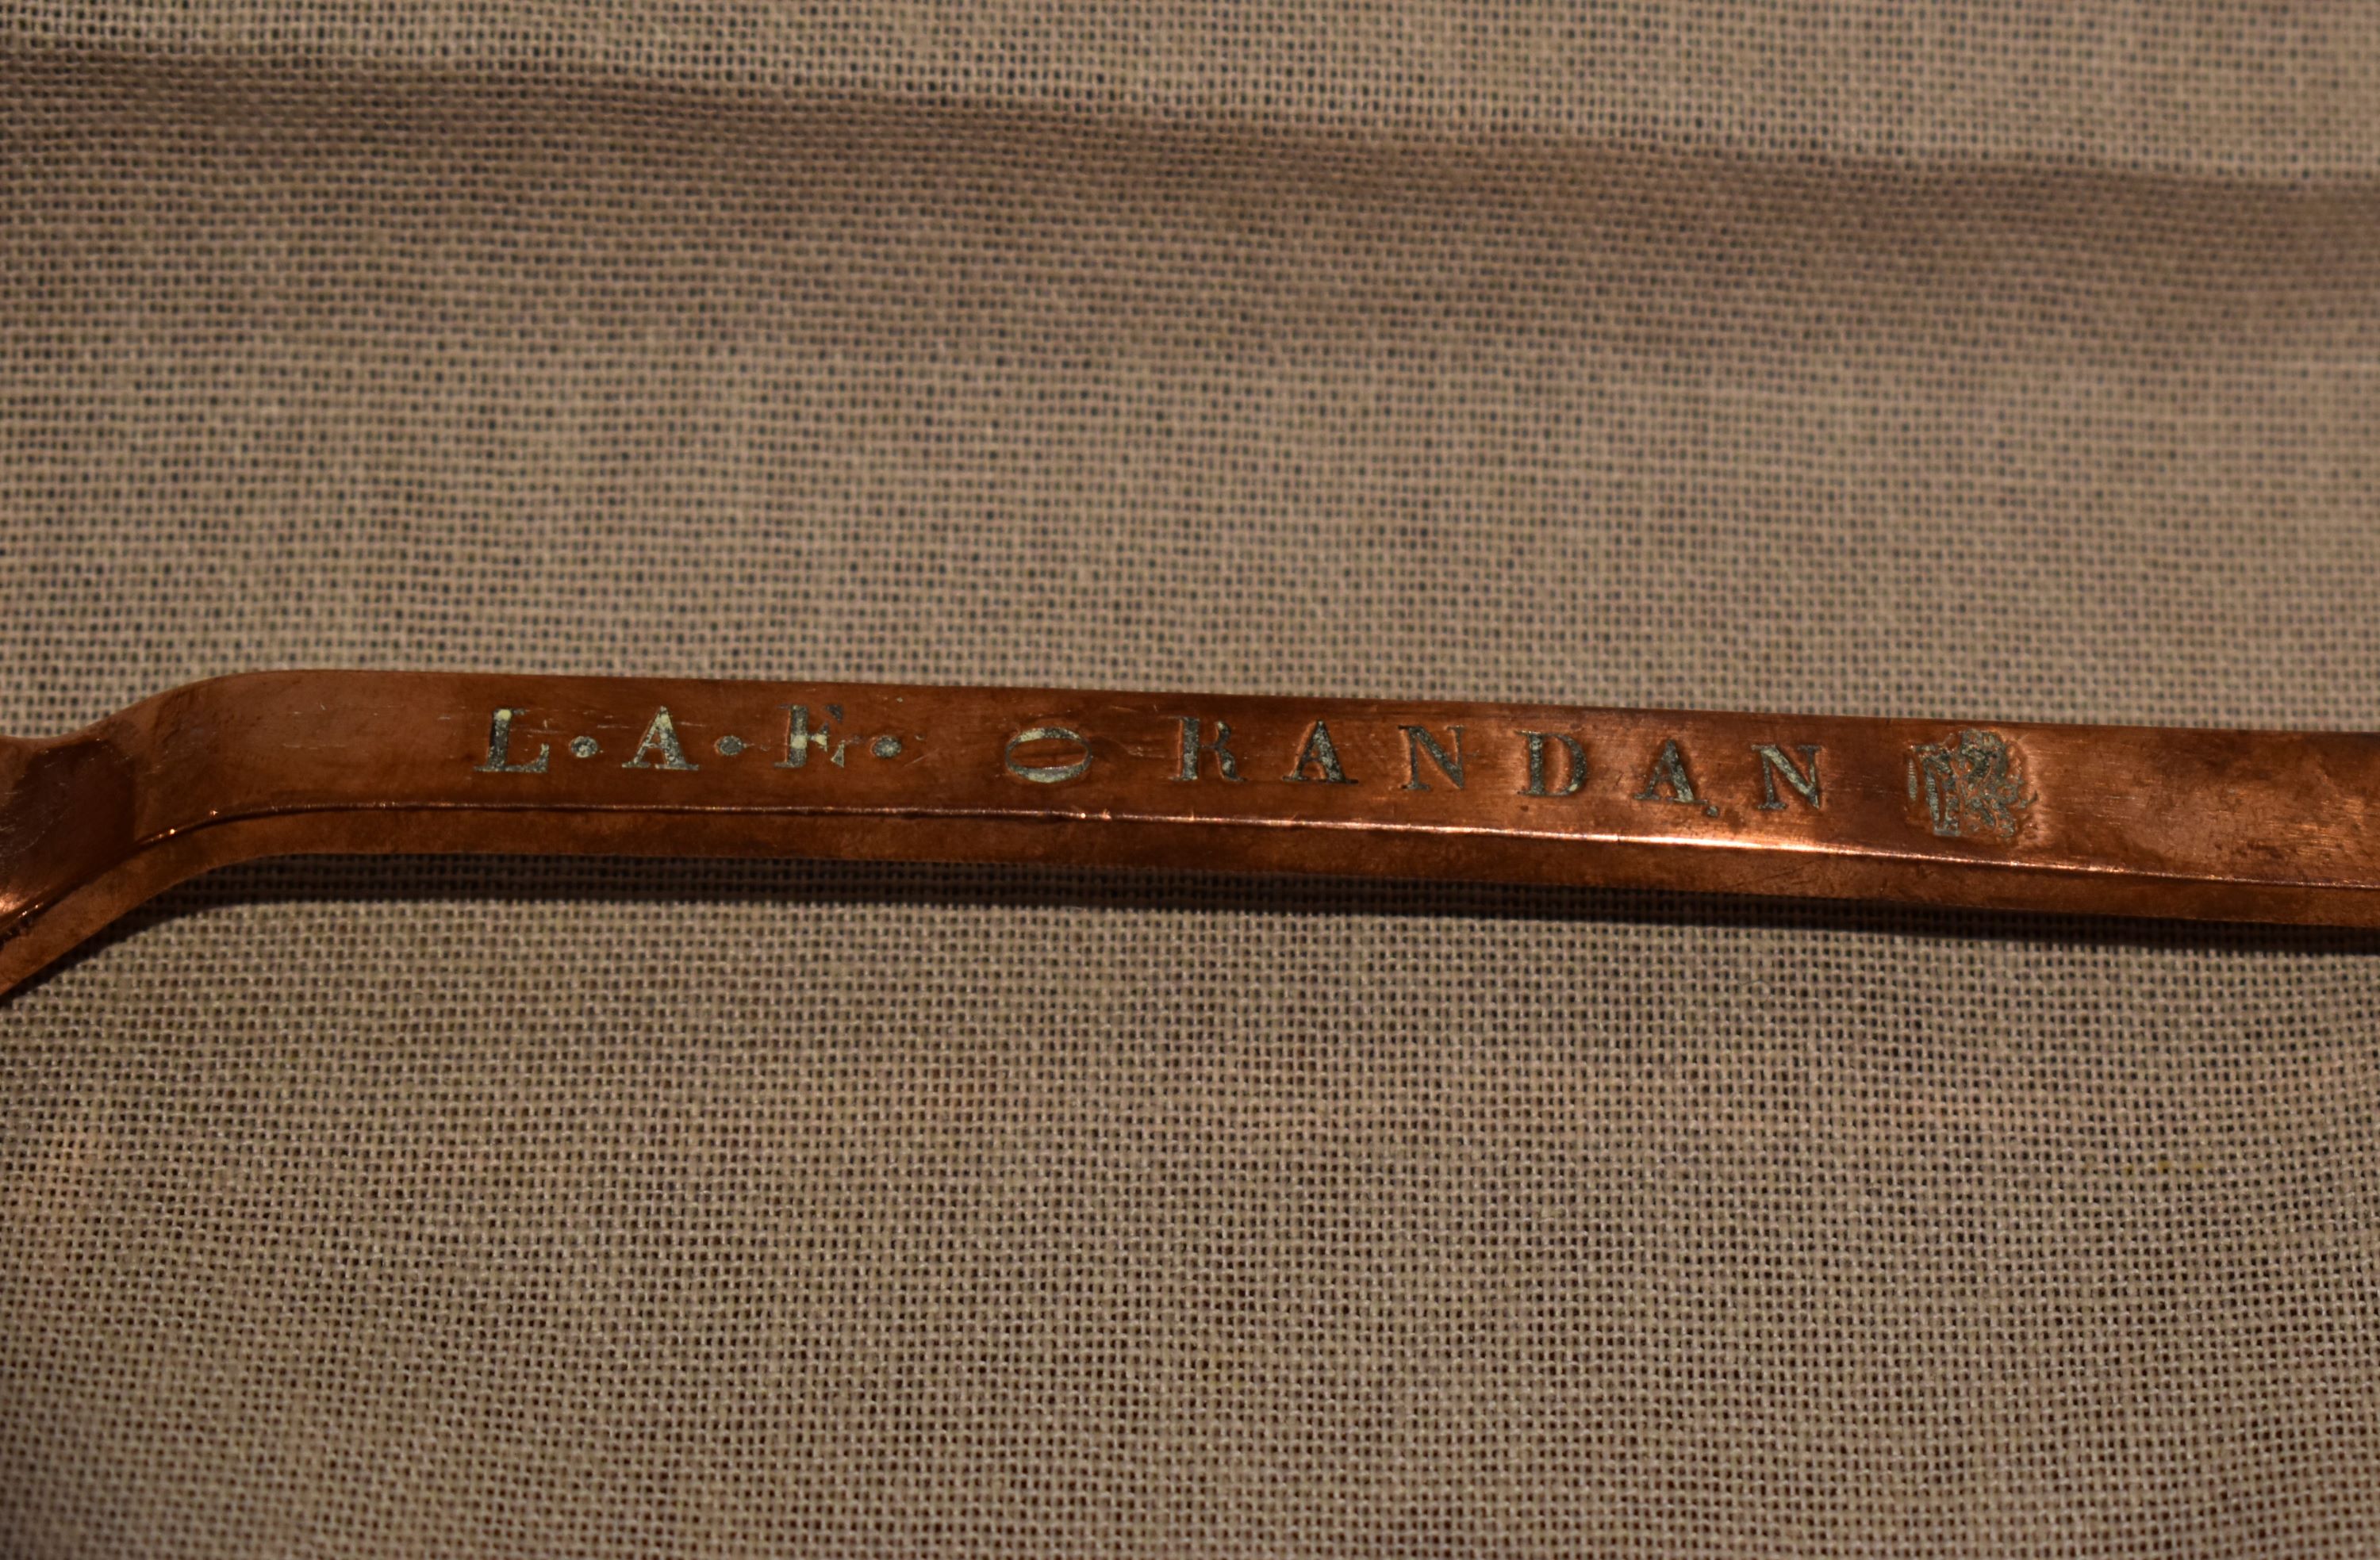 L·A·E· O RANDAN